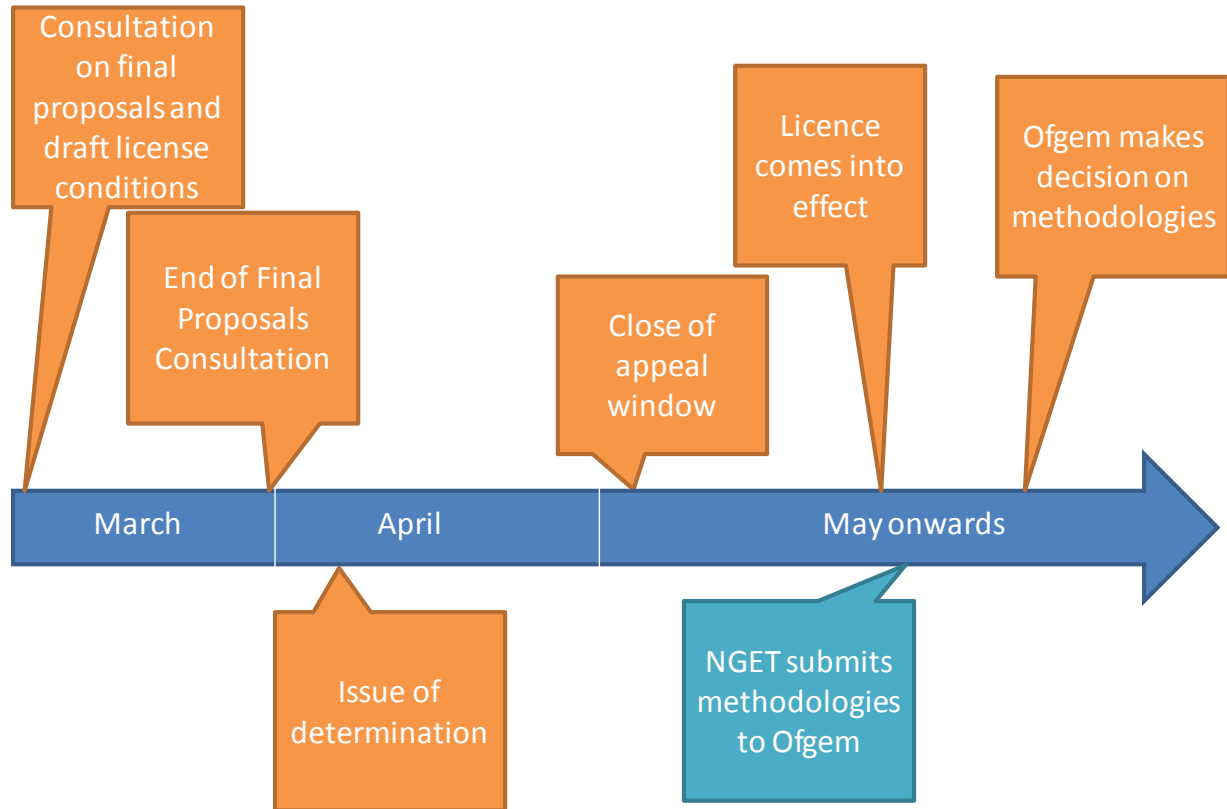 Consultation
on final
proposals and
draft license
conditions
End of Final
Proposals
Consultation
Close of
appeal
window
Licence
comes into
effect
Ofgem makes
decision on
methodologies
March
April
May onwards
Issue of
determination
NGET submits
methodologies
to Ofgem